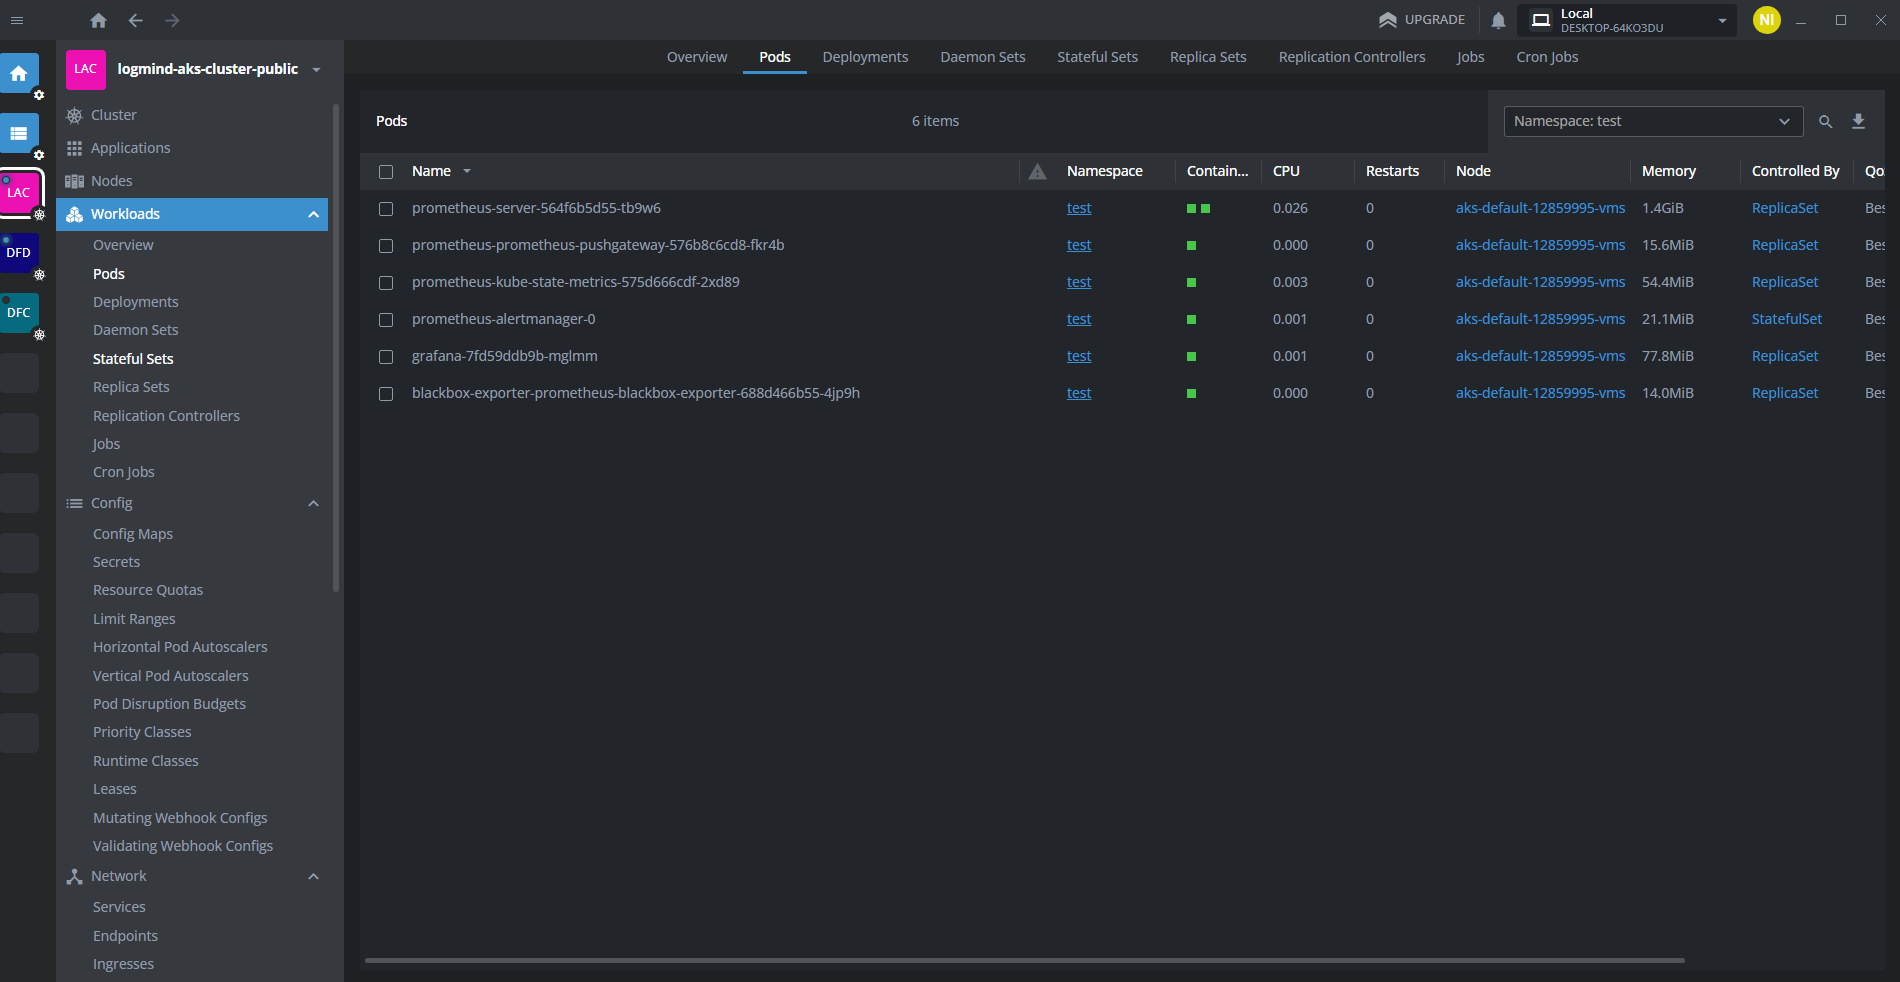 UPGRADE
Local
DESKTOP-64KO3DU
NI
LAC
logmind-aks-cluster-public
Overview
Pods
Deployments
Daemon Sets
Stateful Sets
Replica Sets
Replication Controllers
Jobs
Cron Jobs
LAC
DFD
DFC
Cluster
Applications
Nodes
Workloads
Overview
Pods
Deployments
Daemon Sets
Stateful Sets
Replica Sets
Replication Controllers
Jobs
Cron Jobs
Config
Config Maps
Secrets
Resource Quotas
Limit Ranges
Horizontal Pod Autoscalers
Vertical Pod Autoscalers
Pod Disruption Budgets
Priority Classes
Runtime Classes
Leases
Mutating Webhook Configs
Validating Webhook Configs
Network
Services
Endpoints
Ingresses
Pods 6 items Namespace: test
Name Namespace Contain... CPU Restarts Node Memory Controlled By Qo
prometheus-server-564f6b5d55-tb9w6 test 0.026 0 aks-default-12859995-vms 1.4GiB ReplicaSet Bes
prometheus-prometheus-pushgateway-576b8c6cd8-fkr4b test 0.000 0 aks-default-12859995-vms 15.6MiB ReplicaSet Bes
prometheus-kube-state-metrics-575d666cdf-2xd89 test 0.003 0 aks-default-12859995-vms 54.4MiB ReplicaSet Bes
prometheus-alertmanager-0 test 0.001 0 aks-default-12859995-vms 21.1MiB StatefulSet Bes
grafana-7fd59ddb9b-mglmm test 0.001 0 aks-default-12859995-vms 77.8MiB ReplicaSet Bes
blackbox-exporter-prometheus-blackbox-exporter-688d466b55-4jp9h test 0.000 0 aks-default-12859995-vms 14.0MiB ReplicaSet Bes